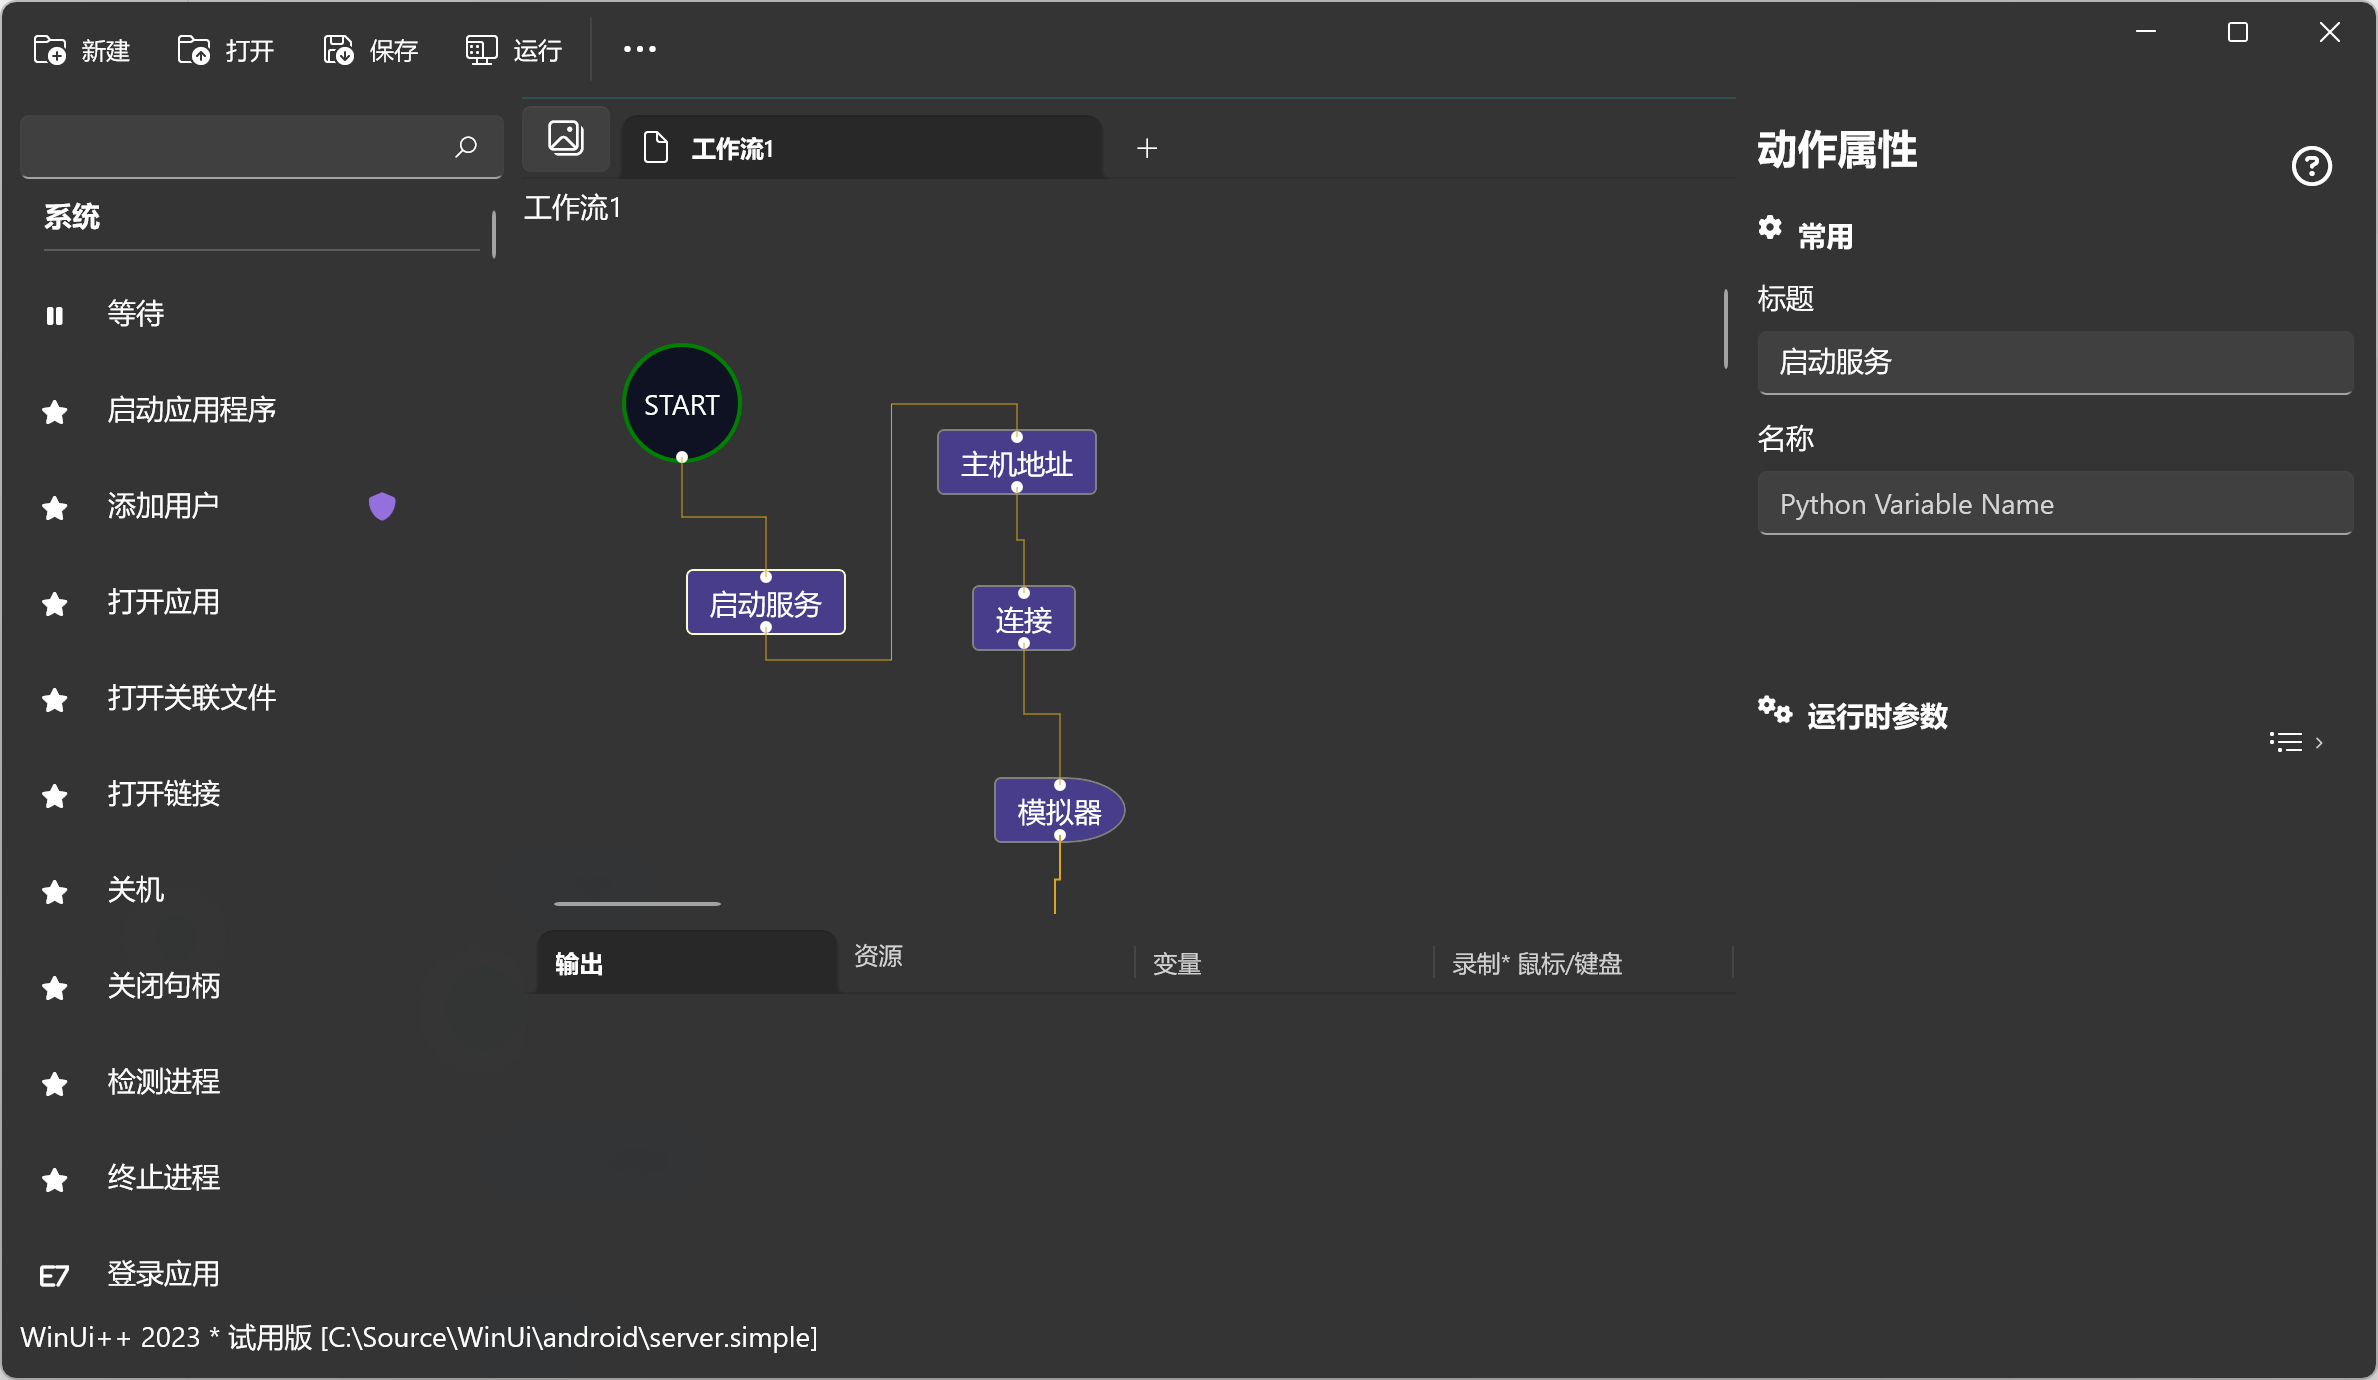 新建 打开 保存 运行
工作流1
系统
等待
启动应用程序
添加用户
打开应用
打开关联文件
打开链接
关机
关闭句柄
检测进程
终止进程
E7 登录应用
工作流1
START
启动服务
主机地址
连接
模拟器
输出 资源 变量 录制* 鼠标/键盘
动作属性
常用
标题
启动服务
名称
Python Variable Name
运行时参数
WinUi++ 2023 * 试用版 [C:\Source\WinUi\android\server.simple]